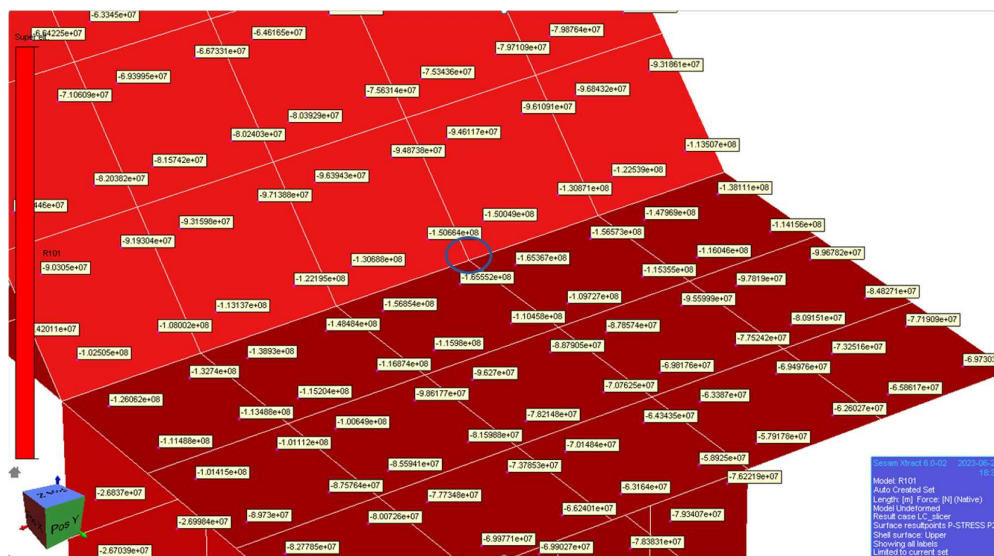 -6.3345e+07
-7.98764e+07
-6.64225e+07
-6.46165e+07
Super el:
-7.97109e+07
-6.67331e+07
-9.31861e+07
-7.53436e+07
-6.93995e+07
-9.68432e+07
-7.56314e+07
-7.10609e+07
-9.61091e+07
-8.03929e+07
-9.46117e+07
-8.02403e+07
-1.13507e+08
-9.48738e+07
-8.15742e+07
-1.22539e+08
-9.63943e+07
-8.20382e+07
-1.30871e+08
-1.38111e+08
-9.71388e+07
446e+07
-1.50049e+08
-1.47969e+08
-9.31598e+07
-1.14156e+08
-1.50664e+08
-1.56573e+08
-9.19304e+07
-1.16046e+08
-9.96782e+07
R101
-1.65367e+08
-1.30688e+08
-9.0305e+07
-1.15355e+08
-1.65552e+08
-9.7819e+07
-1.22195e+08
-8.48271e+07
-1.09727e+08
-9.55999e+07
-1.56854e+08
-1.13137e+08
-1.10458e+08
-8.09151e+07
-7.71909e+07
-1.08002e+08
-1.48484e+08
-8.78574e+07
.42011e+07
-7.75242e+07
-1.1598e+08
-8.87905e+07
-7.32516e+07
-1.02505e+08
-1.3893e+08
-6.97303
-1.16874e+08
-6.98176e+07
-6.94976e+07
-1.3274e+08
-9.627e+07
-7.07625e+07
-6.58617e+07
-1.15204e+08
-9.86177e+07
-6.3387e+07
-1.26062e+08
-6.26027e+07
-1.13488e+08
-7.82148e+07
-6.43435e+07
-1.00649e+08
-8.15988e+07
-5.79178e+07
-1.11488e+08
-1.01112e+08
-7.01484e+07
-5.8925e+07
-8.55941e+07
-7.37853e+07
-1.01415e+08
-7.62219e+07
-8.75764e+07
-6.3164e+07
-2.6837e+07
-7.77348e+07
-6.62401e+07
-7.93407e+07
-8.973e+07
-8.00726e+07
-2.69984e+07
-6.99771e+07
-7.83831e+07
-2.67039e+07
-8.27785e+07
-6.99027e+07
Z Pos
Pos Y
Sesam Xtract 6.0-02 2023-06-2
Model: R101
Auto Created Set
Length: [m] Force: [N] (Native)
Model Undeformed
Result case LC_slicer
Surface resultpoints P-STRESS P2
Shell surface: Upper
Showing all labels
Limited to current set